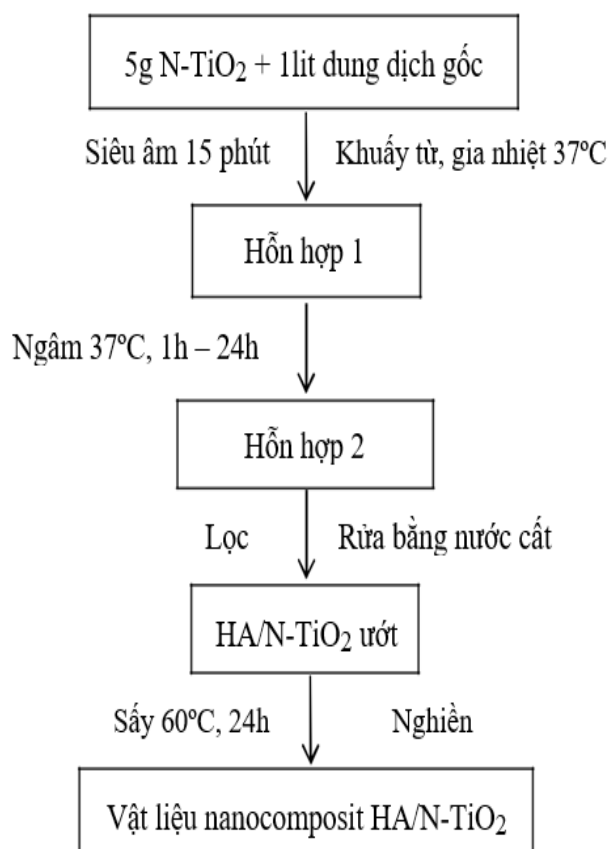 5g N-TiO₂ + 1lit dung dịch gốc
Siêu âm 15 phút
Khuấy từ, gia nhiệt 37ºC
Hỗn hợp 1
Ngâm 37ºC, 1h – 24h
Hỗn hợp 2
Lọc
Rửa bằng nước cất
HA/N-TiO₂ ướt
Sấy 60ºC, 24h
Nghiền
Vật liệu nanocomposit HA/N-TiO₂